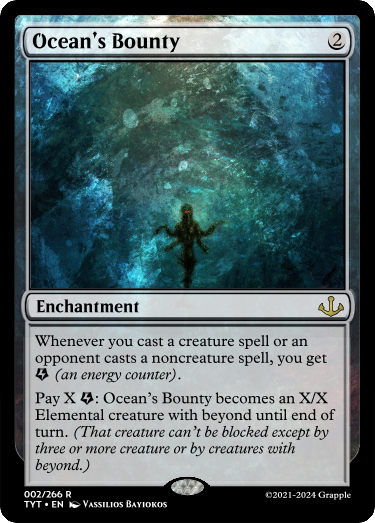 Ocean's Bounty 2
Enchantment
Whenever you cast a creature spell or an
opponent casts a noncreature spell, you get
(an energy counter).
Pay X : Ocean's Bounty becomes an X/X
Elemental creature with beyond until end of
turn. (That creature can't be blocked except by
three or more creature or by creatures with
beyond.)
002/266 R
TYT • EN Vassilios Bayiokos
©2021-2024 Grapple